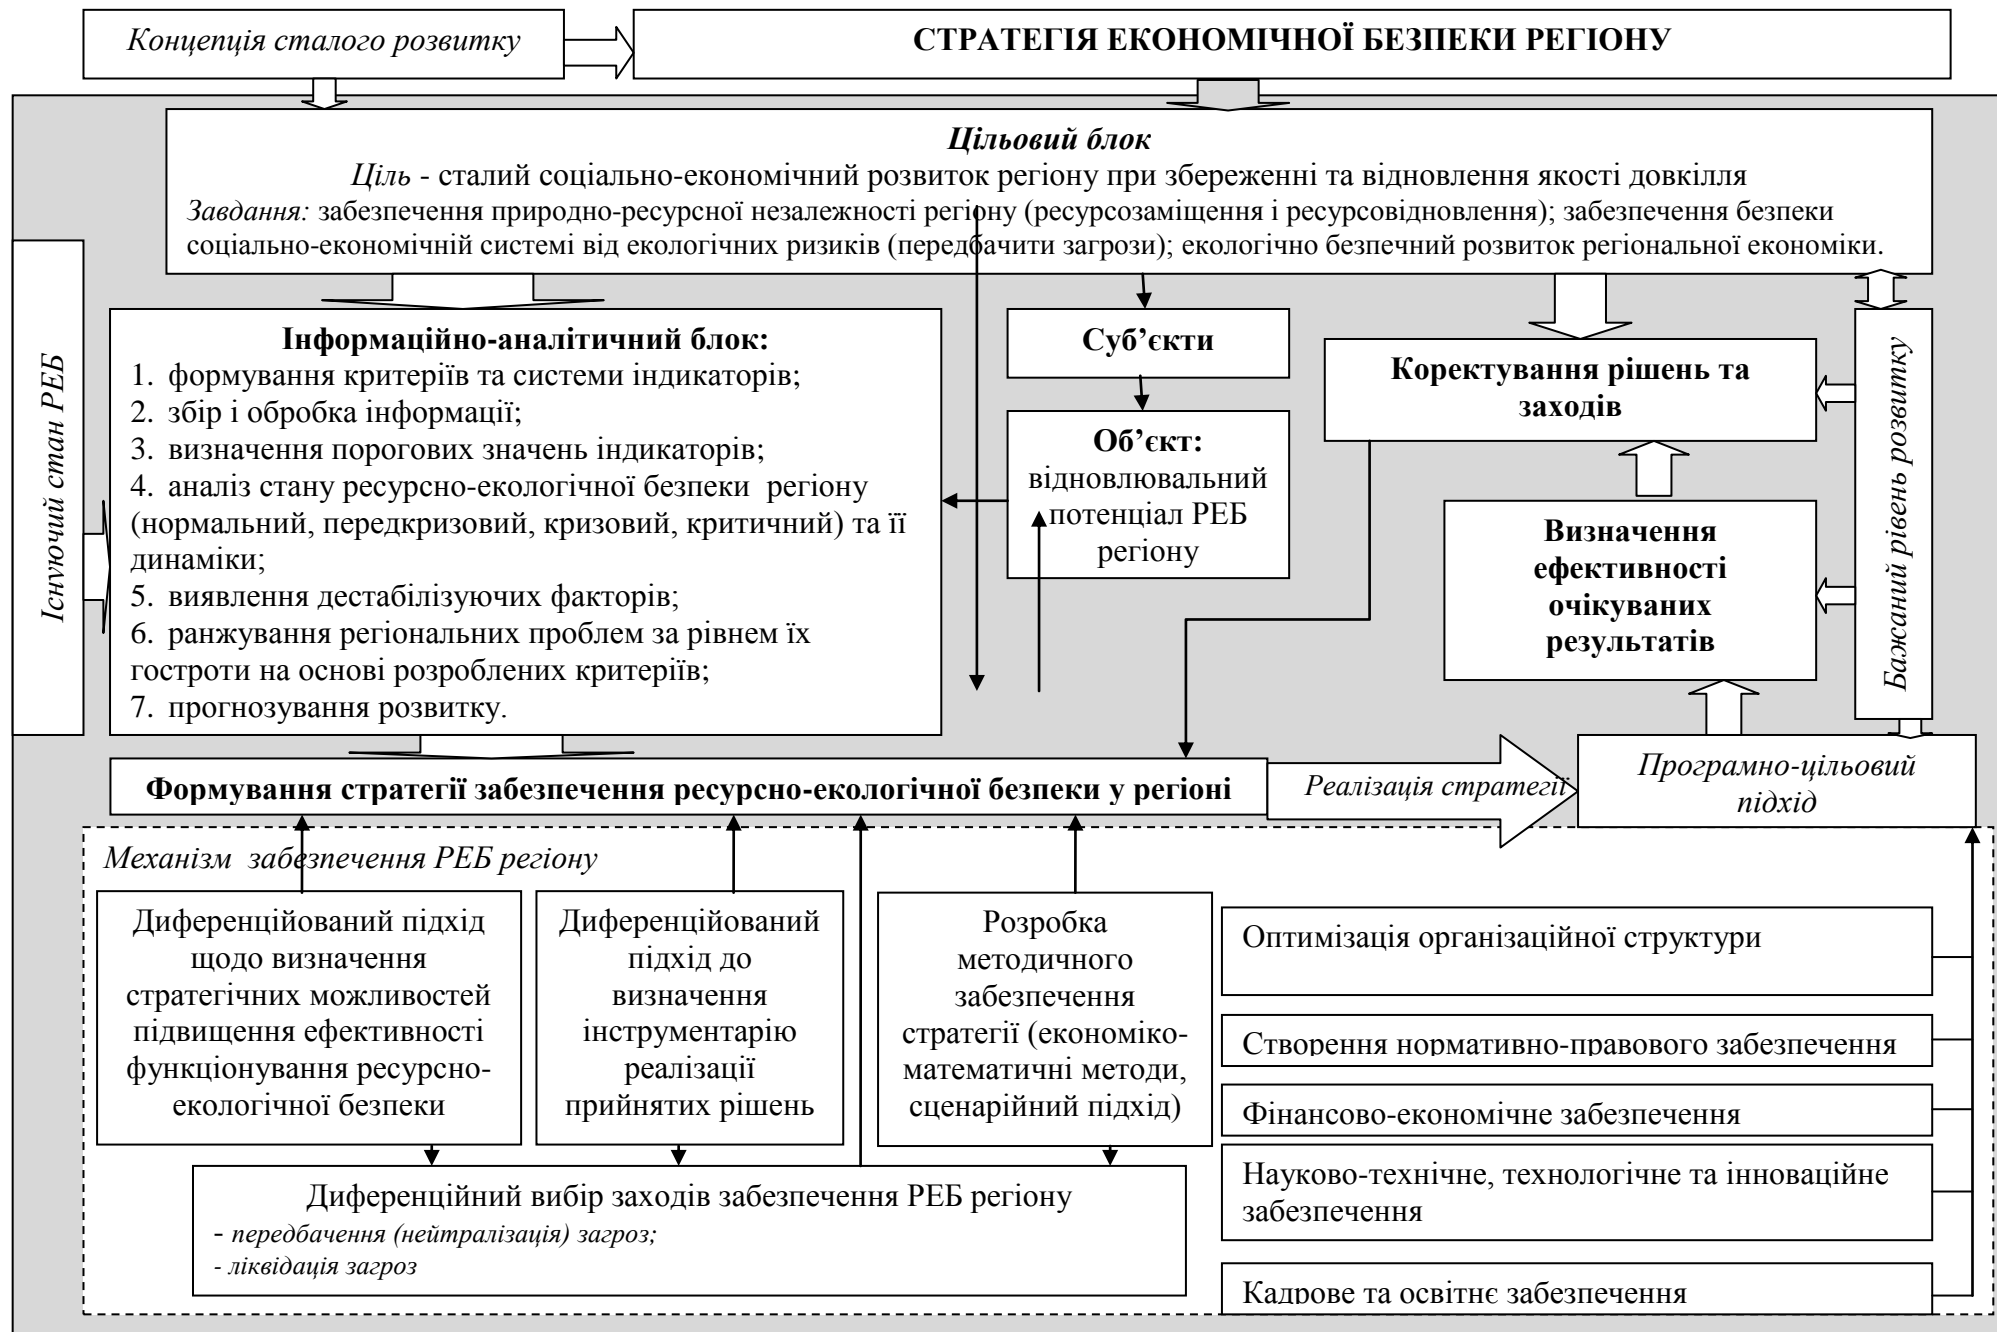 Концепція сталого розвитку
СТРАТЕГІЯ ЕКОНОМІЧНОЇ БЕЗПЕКИ РЕГІОНУ
Цільовий блок
Ціль - сталий соціально-економічний розвиток регіону при збереженні та відновлення якості довкілля
Завдання: забезпечення природно-ресурсної незалежності регіону (ресурсозаміщення і ресурсовідновлення); забезпечення безпеки
соціально-економічній системі від екологічних ризиків (передбачити загрози); екологічно безпечний розвиток регіональної економіки.
Існуючий стан РЕБ
Інформаційно-аналітичний блок:
1. формування критеріїв та системи індикаторів;
2. збір і обробка інформації;
3. визначення порогових значень індикаторів;
4. аналіз стану ресурсно-екологічної безпеки регіону
(нормальний, передкризовий, кризовий, критичний) та її
динаміки;
5. виявлення дестабілізуючих факторів;
6. ранжування регіональних проблем за рівнем їх
гостроти на основі розроблених критеріїв;
7. прогнозування розвитку.
Суб’єкти
Об’єкт:
відновлювальний
потенціал РЕБ
регіону
Коректування рішень та
заходів
Визначення
ефективності
очікуваних
результатів
Бажаний рівень розвитку
Формування стратегії забезпечення ресурсно-екологічної безпеки у регіоні
Реалізація стратегії
Програмно-цільовий
підхід
Механізм забезпечення РЕБ регіону
Диференційований підхід
щодо визначення
стратегічних можливостей
підвищення ефективності
функціонування ресурсно-
екологічної безпеки
Диференційований
підхід до
визначення
інструментарію
реалізації
прийнятих рішень
Розробка
методичного
забезпечення
стратегії (економіко-
математичні методи,
сценарійний підхід)
Диференційний вибір заходів забезпечення РЕБ регіону
- передбачення (нейтралізація) загроз;
- ліквідація загроз
Оптимізація організаційної структури
Створення нормативно-правового забезпечення
Фінансово-економічне забезпечення
Науково-технічне, технологічне та інноваційне
забезпечення
Кадрове та освітнє забезпечення